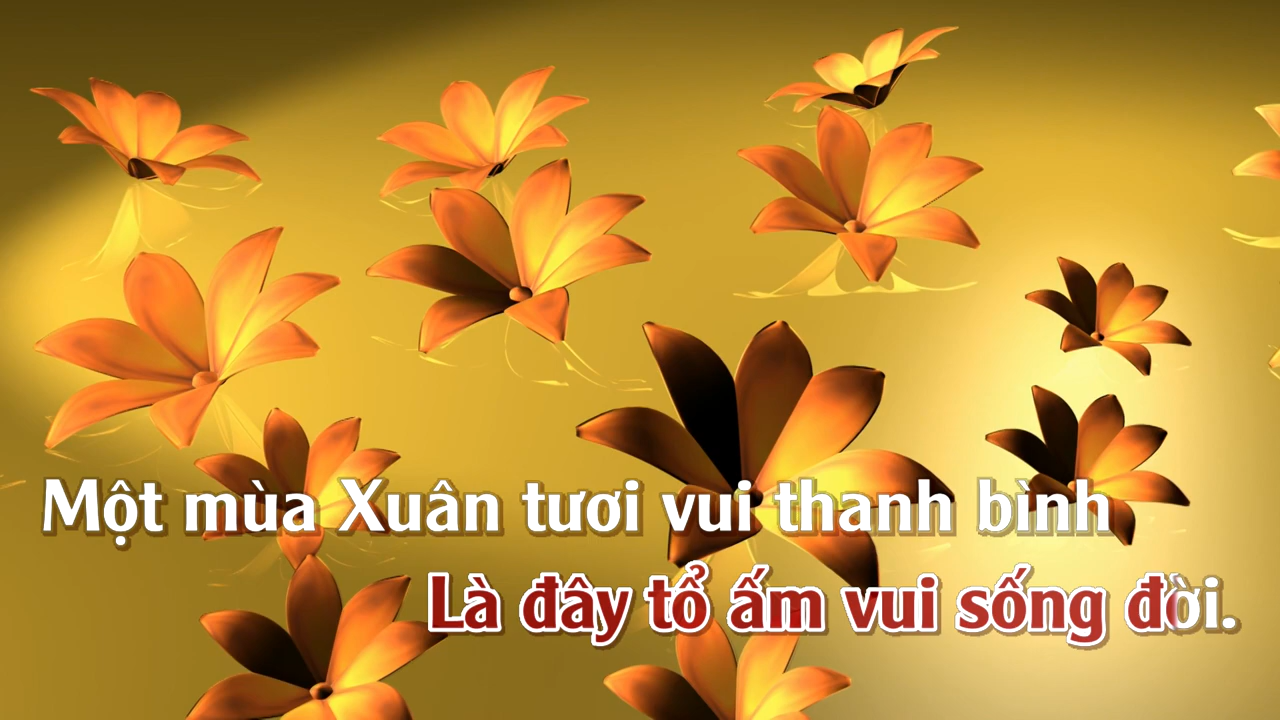 Một mùa Xuân tươi vui thanh bình
Là đây tổ ấm vui sống đời.